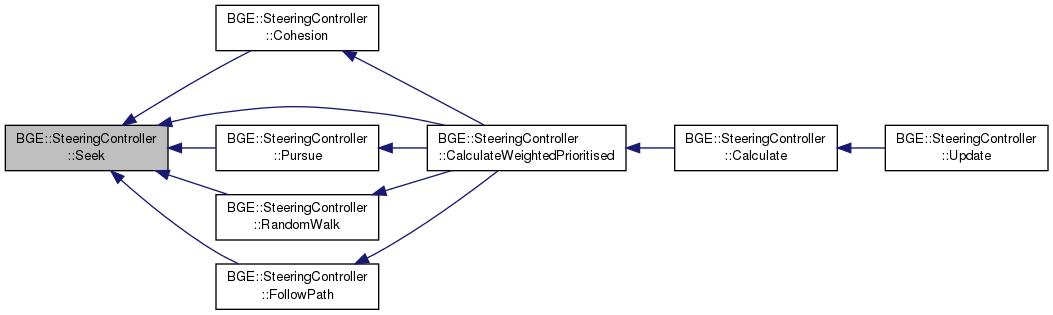 BGE::SteeringController
::Cohesion
BGE::SteeringController
::Seek
BGE::SteeringController
::Pursue
BGE::SteeringController
::CalculateWeightedPrioritised
BGE::SteeringController
::Calculate
BGE::SteeringController
::Update
BGE::SteeringController
::RandomWalk
BGE::SteeringController
::FollowPath